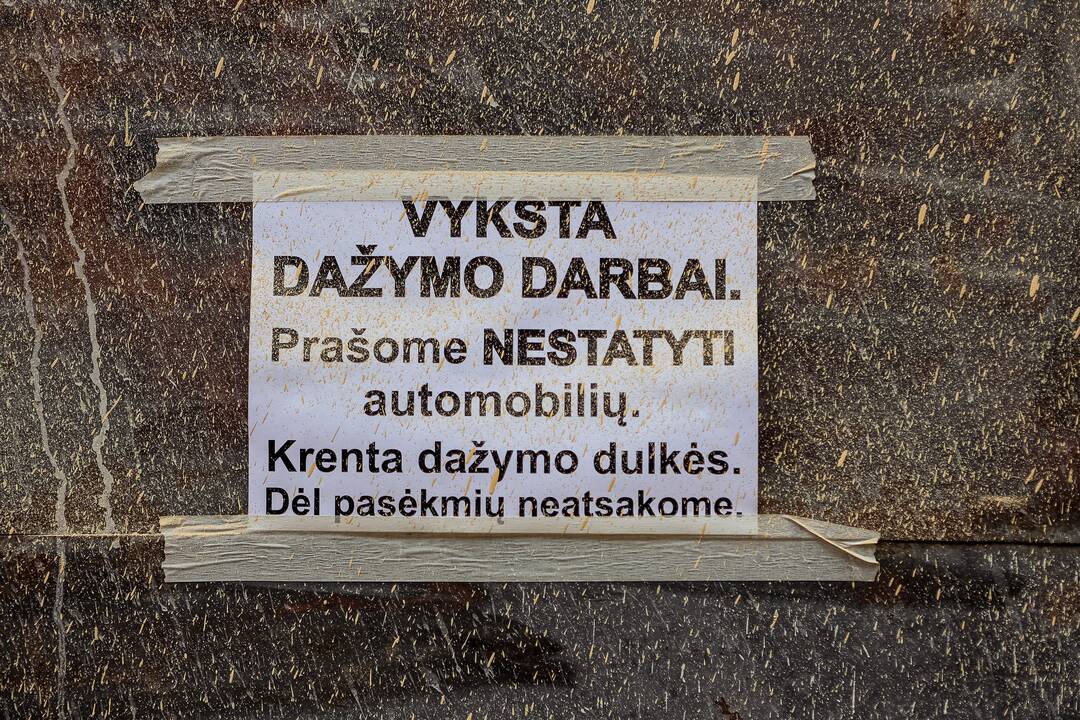 VYKSTA
DAŽYMO DARBAI.
Prašome NESTATYTI
automobilių.
Krenta dažymo dulkės.
Dėl pasėkmių neatsakome.